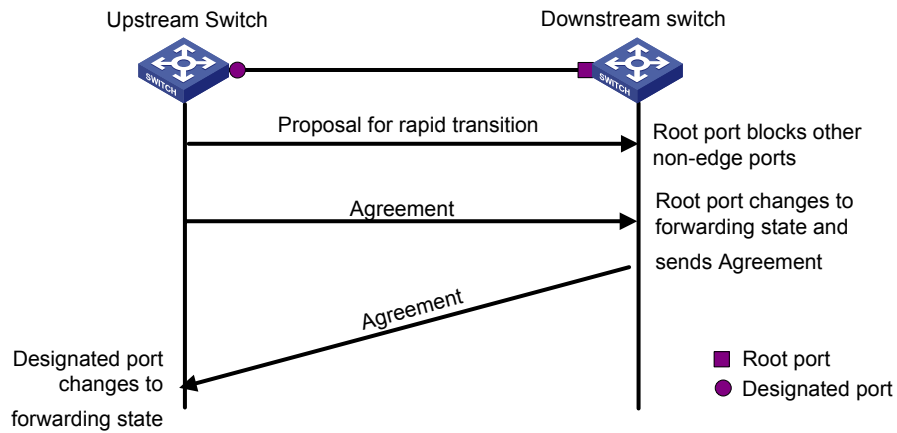 Upstream Switch
Downstream switch
SWITCH
SWITCH
Proposal for rapid transition
Root port blocks other
non-edge ports
Agreement
Root port changes to
forwarding state and
sends Agreement
Agreement
Designated port
changes to
forwarding state
Root port
Designated port